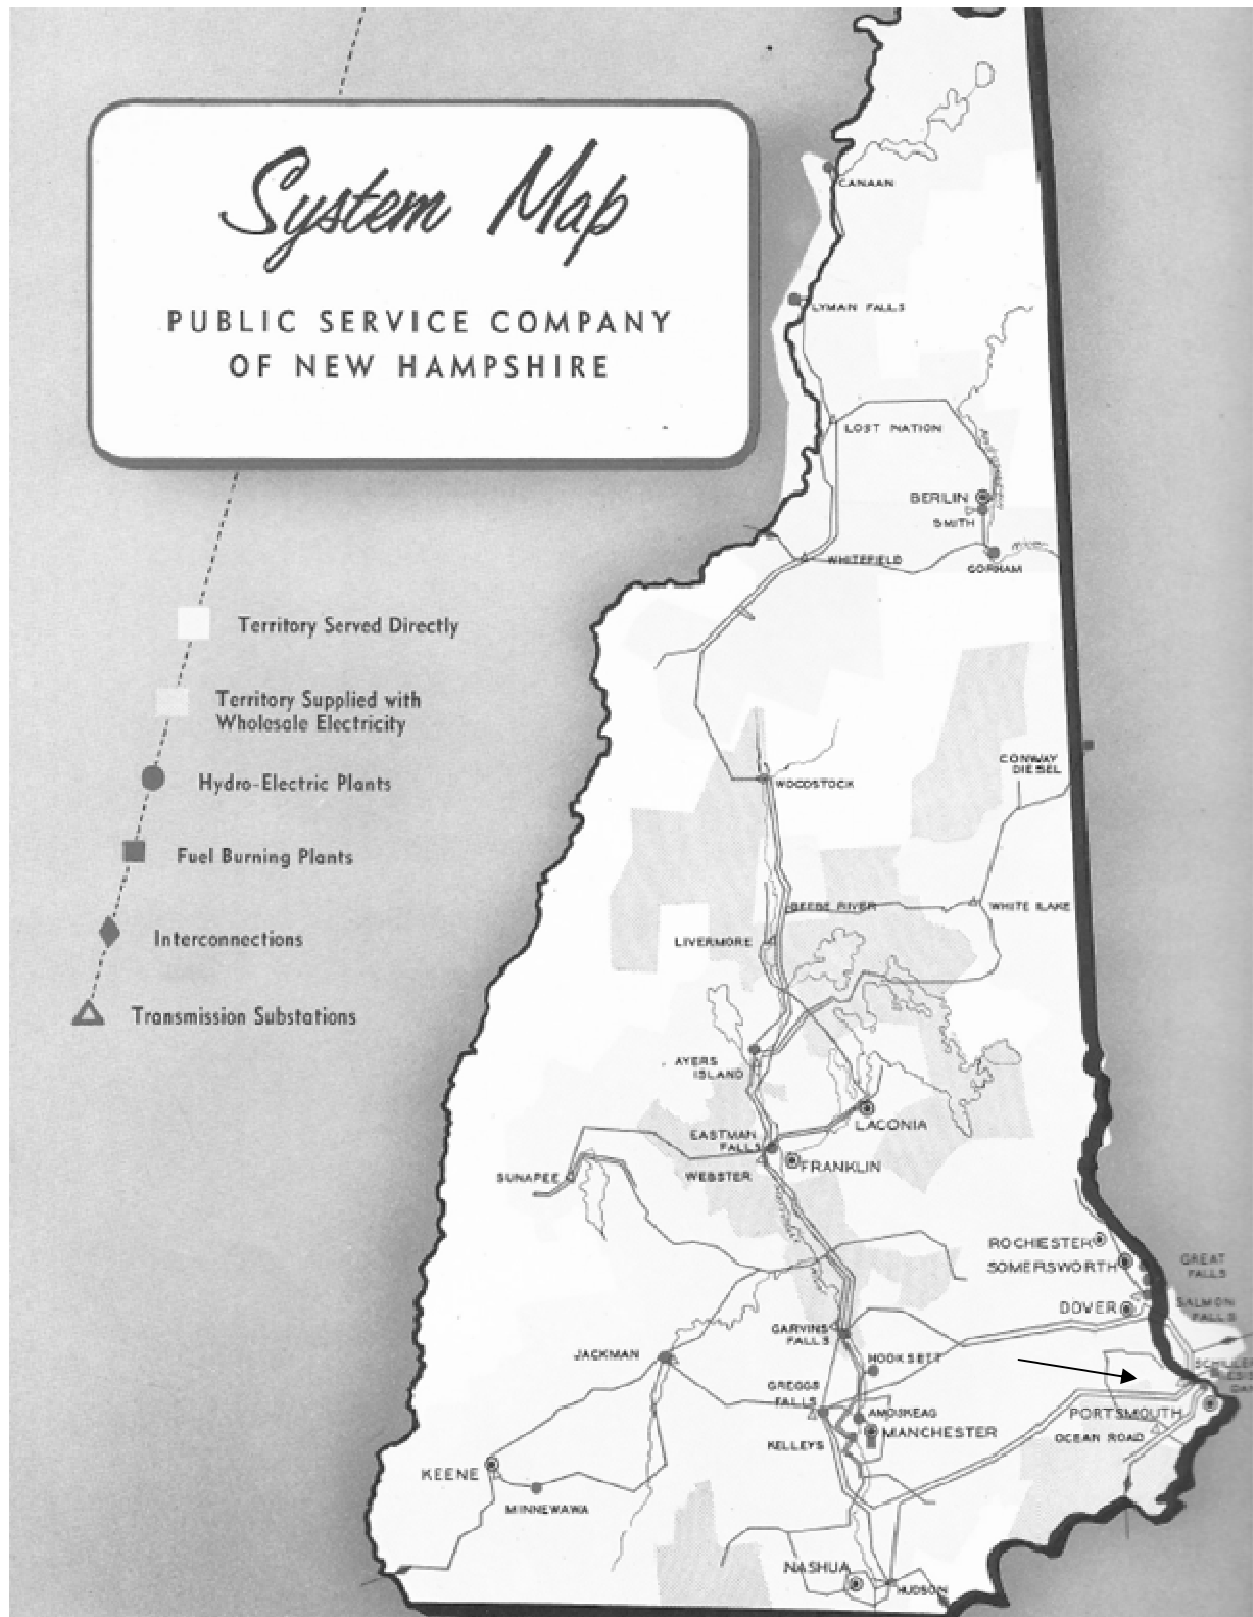 System Map
PUBLIC SERVICE COMPANY
OF NEW HAMPSHIRE
Territory Served Directly
Territory Supplied with
Wholesale Electricity
Hydro-Electric Plants
Fuel Burning Plants
Interconnections
Transmission Substations
CANAAN
LYMAIN FALLS
LOST NATION
BERLIN
SMITH
WHITEFIELD
GORHAM
CONWAY
DIESEL
WOODSTOCK
BEEBE RIVER
WHITE LAKE
LIVERMORE
AYERS
ISLAND
LACONIA
EASTMAN
FALLS
FRANKLIN
SUNAPEE
WEBSTER
ROCHESTER
SOMERSWORTH
GREAT
FALLS
DOVER
SALMON
FALLS
GARVINS
FALLS
JACKMAN
HOOKSETT
GREGGS
FALLS
AMOSKEAG
PORTSMOUTH
MANCHESTER
OCEAN ROAD
KELLEYS
KEENE
MINNEWAWA
NASHUA
HUDSON